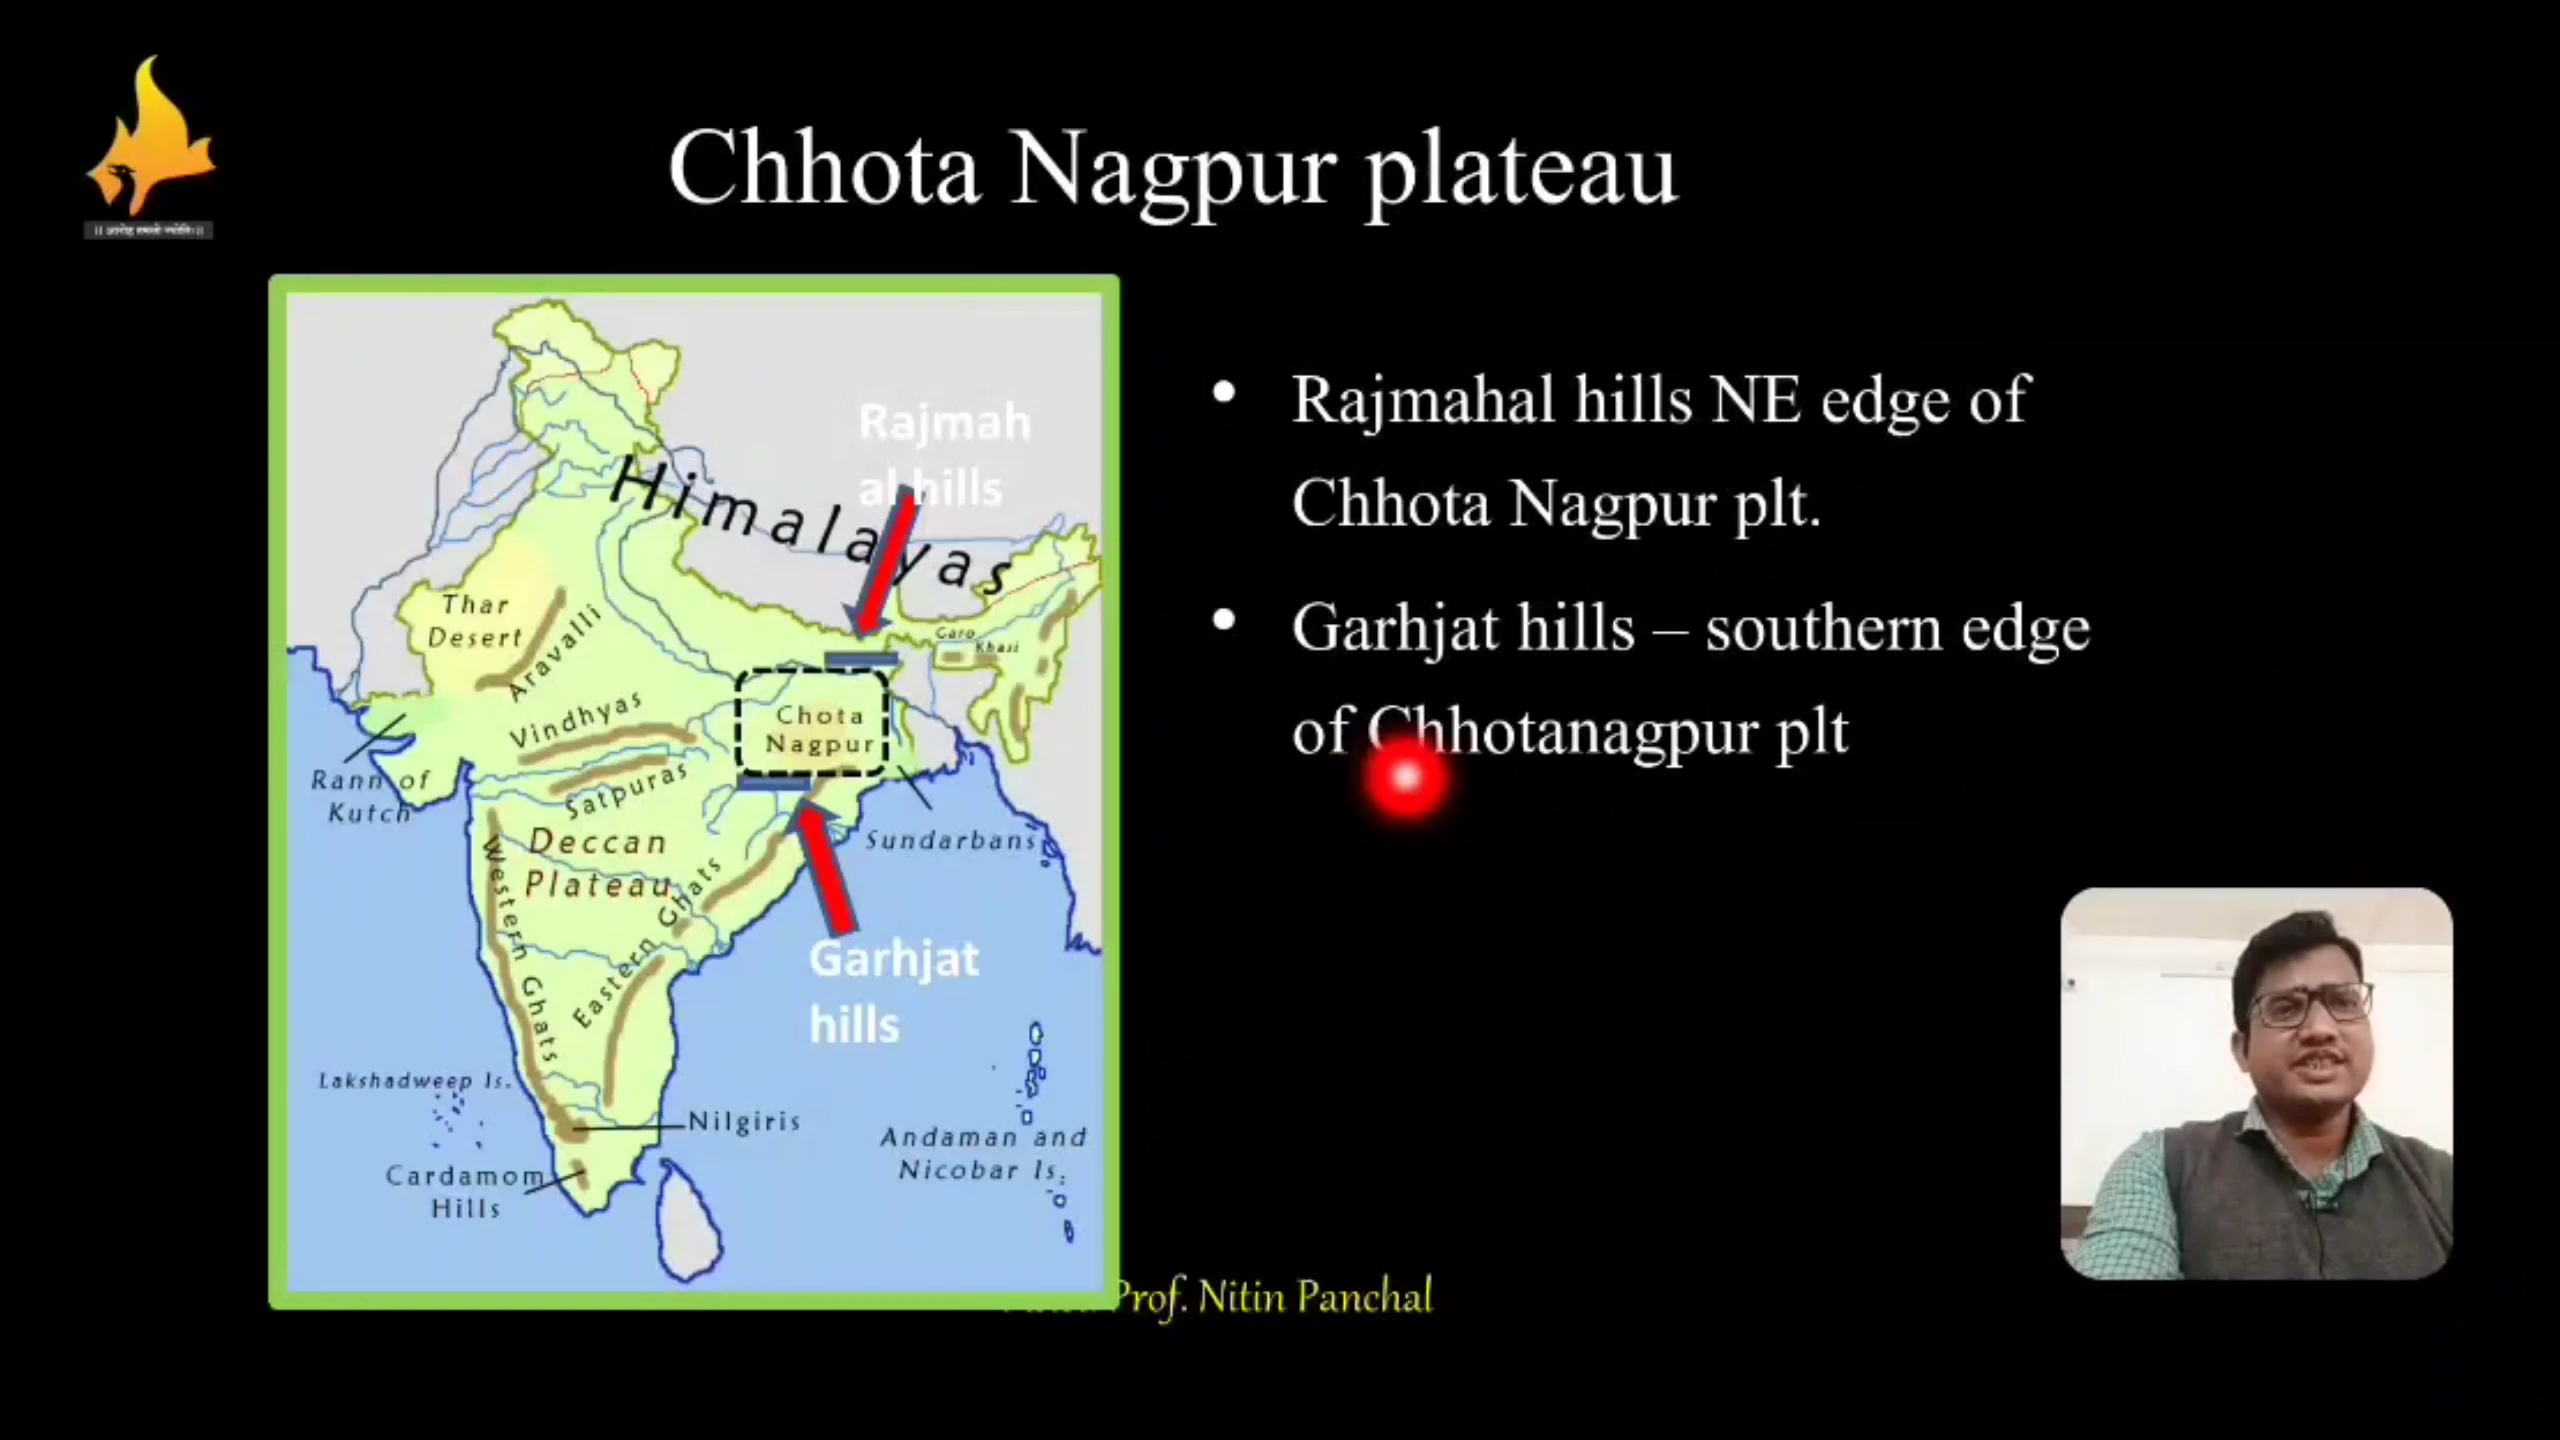 Chhota Nagpur plateau
Rajmah
al hills
Himalayas
Thar
Desert
Aravalli
Garo
Khasi
Vindhyas
Chota
Nagpur
Rann of
Kutch
Satpuras
Deccan
Plateau
Sundarbans
Western Ghats
Eastern Ghats
Garhjat
hills
Lakshadweep Is.
Nilgiris
Andaman and
Nicobar Is.
Cardamom
Hills
• Rajmahal hills NE edge of
Chhota Nagpur plt.
• Garhjat hills – southern edge
of Chhotanagpur plt
Prof. Nitin Panchal